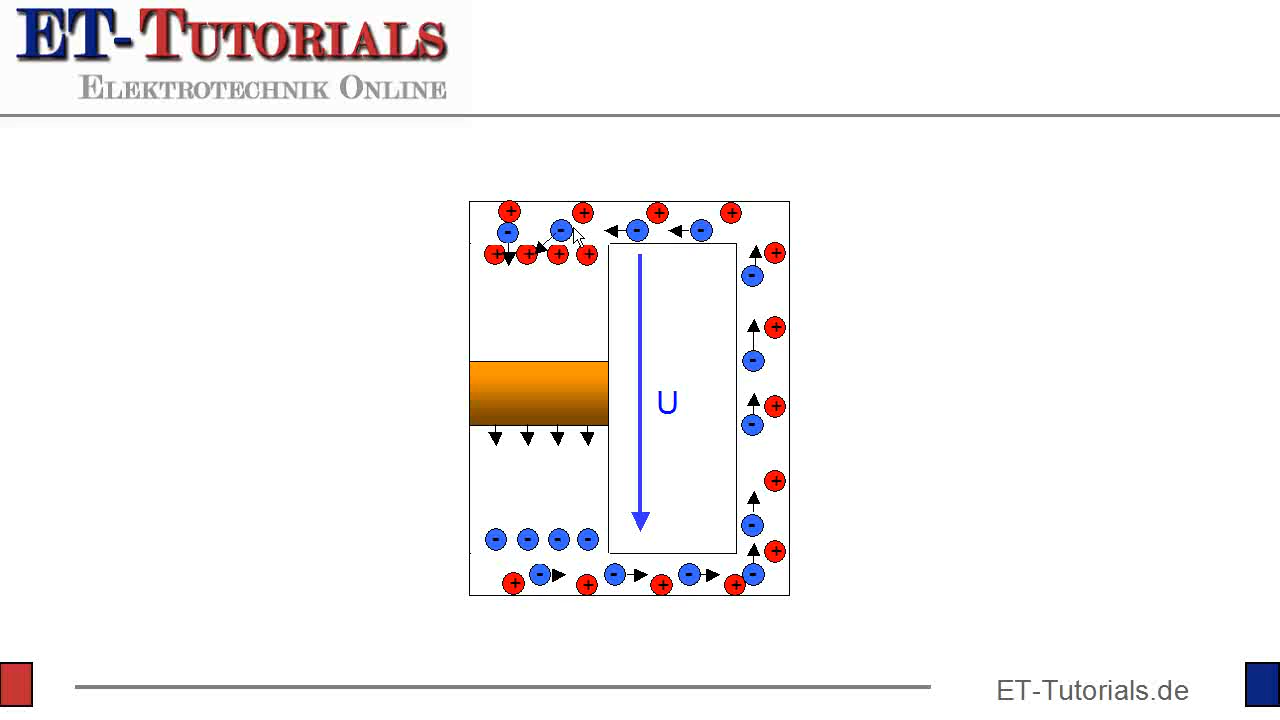 ET-TUTORIALS
ELEKTROTECHNIK ONLINE
+ + + +
- - - -
+ + + +
+
-
+
-
U
+
-
+
-
- - - -
+
- - - -
+ + + +
ET-Tutorials.de